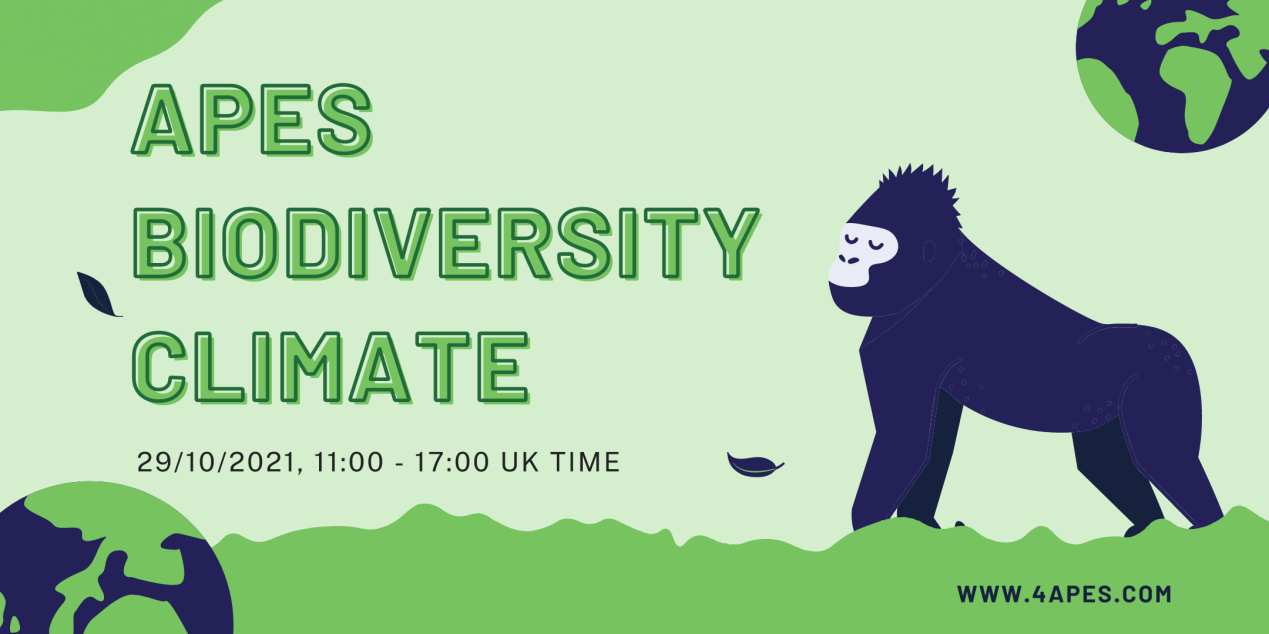 APES
BIODIVERSITY
CLIMATE
29/10/2021, 11:00 - 17:00 UK TIME
WWW.4APES.COM